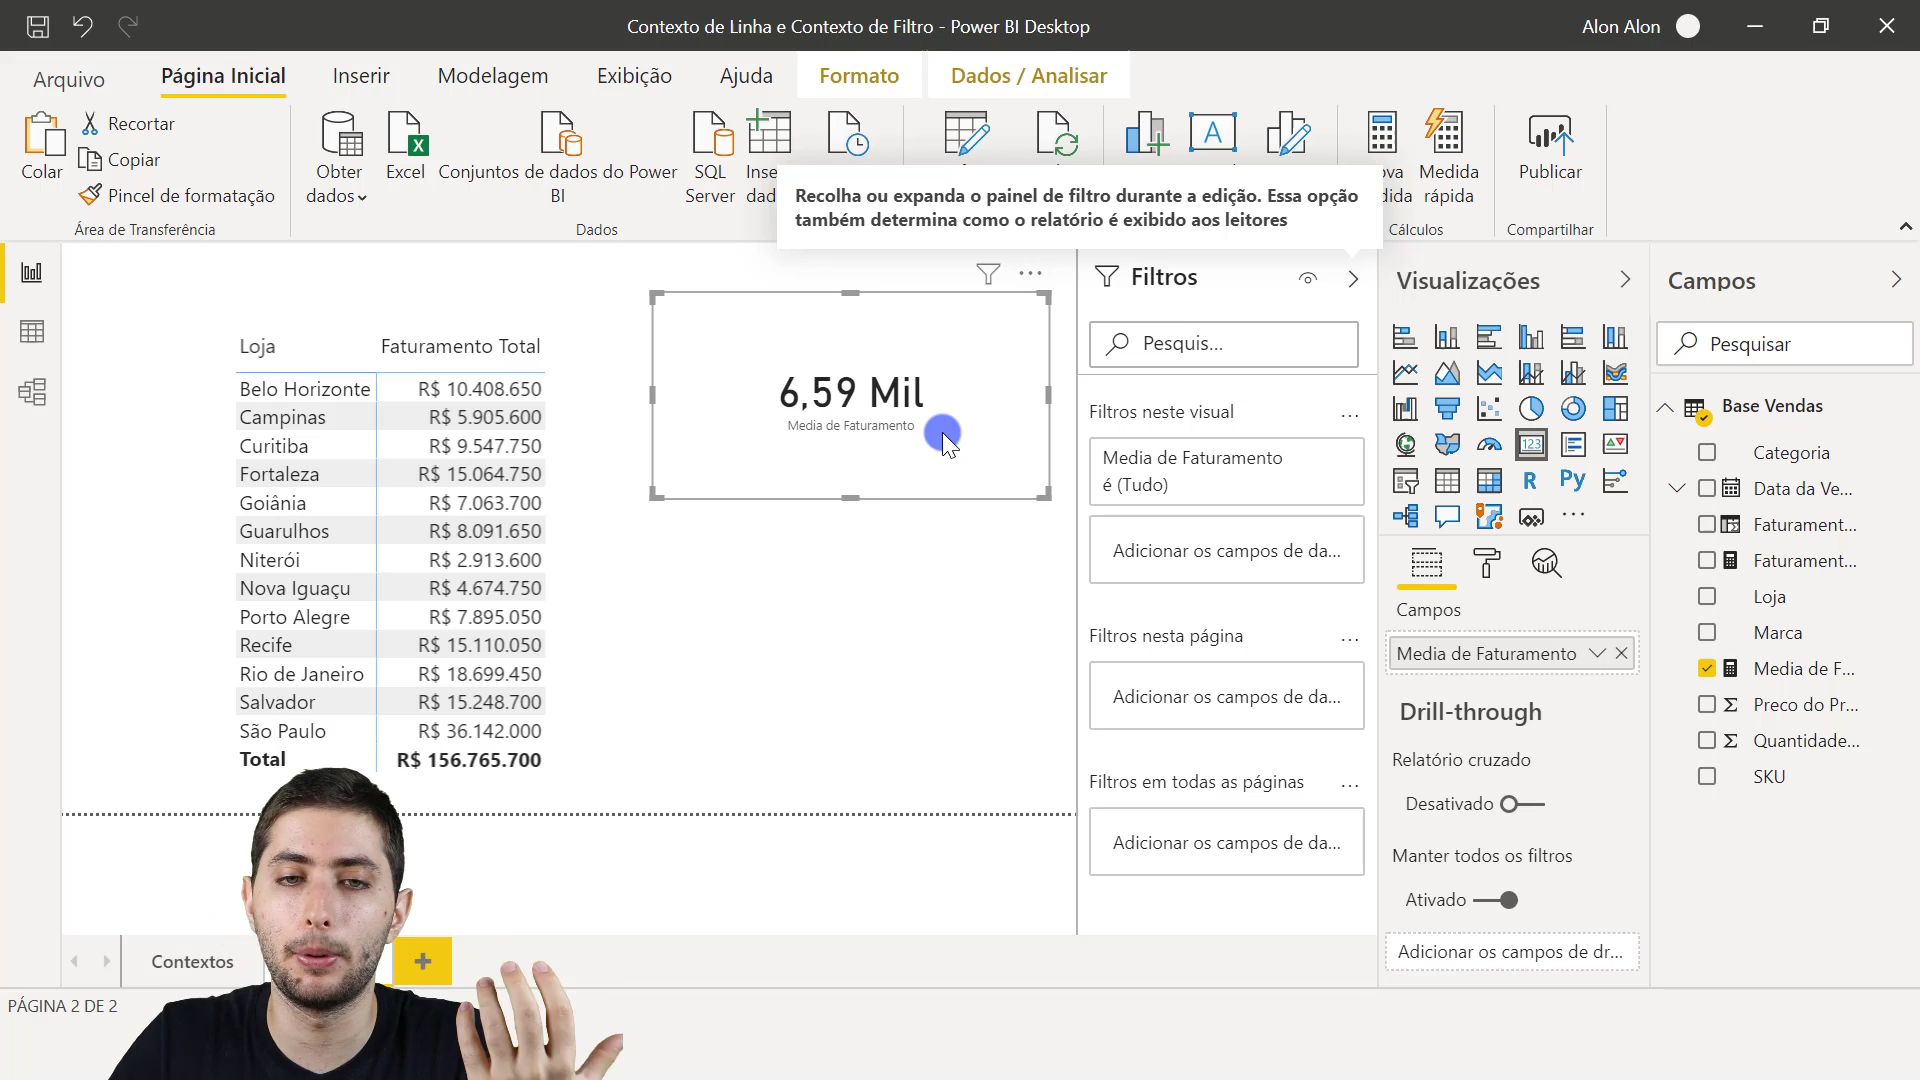 Contexto de Linha e Contexto de Filtro - Power BI Desktop
Alon Alon
Arquivo
Página Inicial
Inserir
Modelagem
Exibição
Ajuda
Formato
Dados / Analisar
Colar
Recortar
Copiar
Pincel de formatação
Área de Transferência
Obter
dados
Excel
Conjuntos de dados do Power
BI
SQL
Server
Dados
Medida
rápida
Cálculos
Publicar
Compartilhar
Recolha ou expanda o painel de filtro durante a edição. Essa opção
também determina como o relatório é exibido aos leitores
Loja Faturamento Total
Belo Horizonte R$ 10.408.650
Campinas R$ 5.905.600
Curitiba R$ 9.547.750
Fortaleza R$ 15.064.750
Goiânia R$ 7.063.700
Guarulhos R$ 8.091.650
Niterói R$ 2.913.600
Nova Iguaçu R$ 4.674.750
Porto Alegre R$ 7.895.050
Recife R$ 15.110.050
Rio de Janeiro R$ 18.699.450
Salvador R$ 15.248.700
São Paulo R$ 36.142.000
Total R$ 156.765.700
6,59 Mil
Media de Faturamento
Filtros
Pesquis...
Filtros neste visual ...
Media de Faturamento
é (Tudo)
Adicionar os campos de da...
Filtros nesta página ...
Adicionar os campos de da...
Filtros em todas as páginas ...
Adicionar os campos de da...
Visualizações
123
R
Py
...
Campos
Media de Faturamento
Drill-through
Relatório cruzado
Desativado
Manter todos os filtros
Ativado
Adicionar os campos de dr...
Campos
Pesquisar
Base Vendas
Categoria
Data da Ve...
Faturament...
Faturament...
Loja
Marca
Media de F...
Preco do Pr...
Quantidade...
SKU
Contextos
+
PÁGINA 2 DE 2